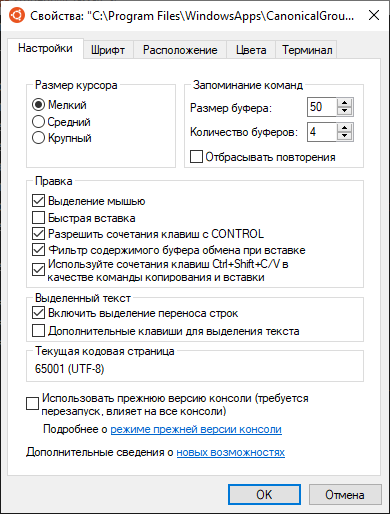 Свойства: "C:\Program Files\WindowsApps\CanonicalGrou...
Настройки Шрифт Расположение Цвета Терминал
Размер курсора
Мелкий
Средний
Крупный
Запоминание команд
Размер буфера: 50
Количество буферов: 4
Отбрасывать повторения
Правка
Выделение мышью
Быстрая вставка
Разрешить сочетания клавиш с CONTROL
Фильтр содержимого буфера обмена при вставке
Используйте сочетания клавиш Ctrl+Shift+C/V в
качестве команды копирования и вставки
Выделенный текст
Включить выделение переноса строк
Дополнительные клавиши для выделения текста
Текущая кодовая страница
65001 (UTF-8)
Использовать прежнюю версию консоли (требуется
перезапуск, влияет на все консоли)
Подробнее о режиме прежней версии консоли
Дополнительные сведения о новых возможностях
OK Отмена